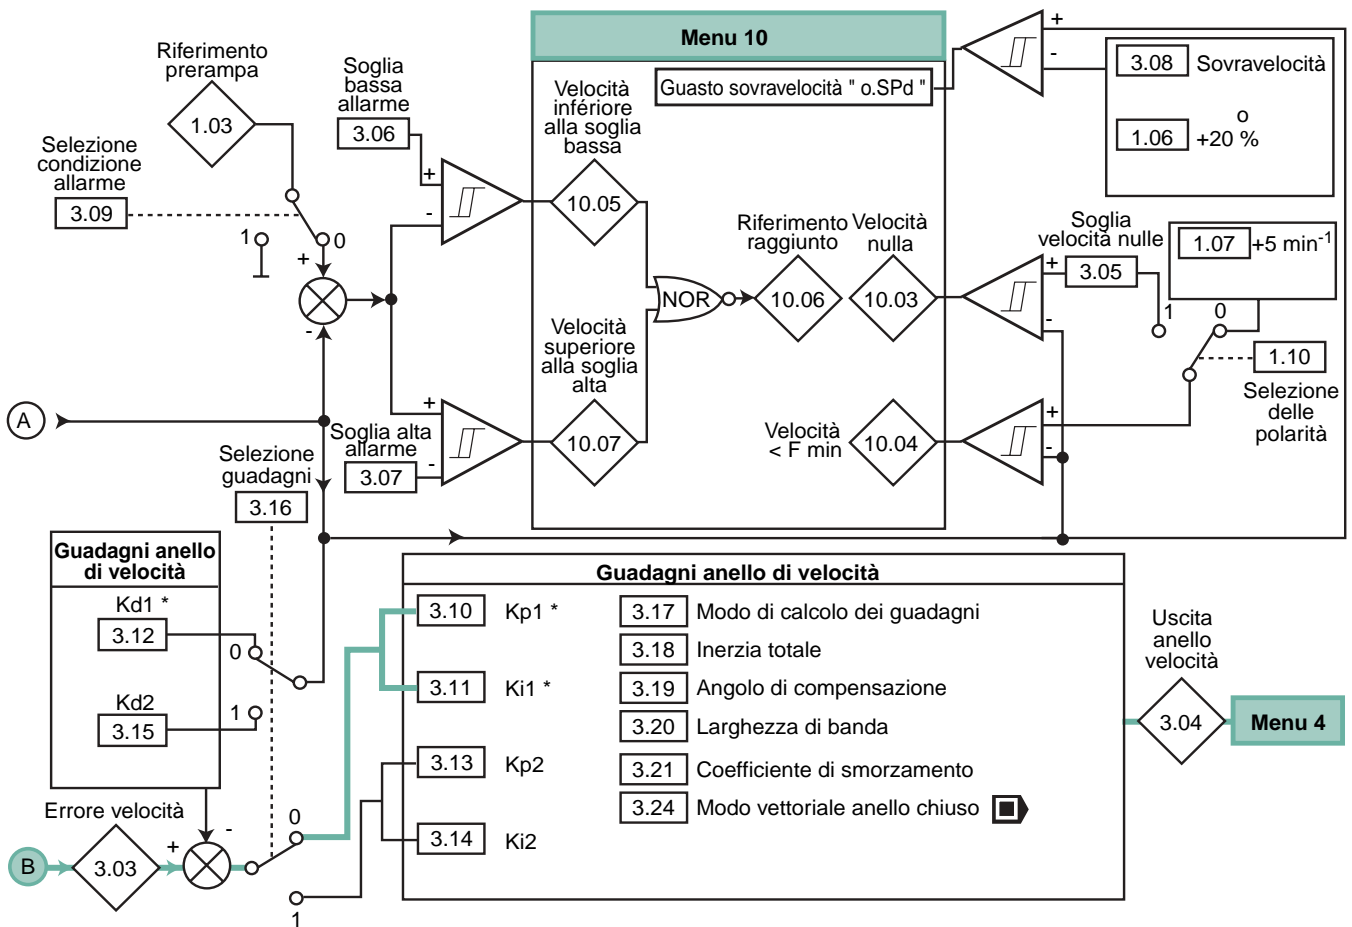 Menu 10
Riferimento
prerampa
1.03
Soglia
bassa
allarme
3.06
Selezione
condizione
allarme
3.09
1
0
+
-
+
-
Velocità
inférióre
alla soglia
bassa
10.05
Guasto sovravelocità " o.SPd "
+
-
3.08 Sovravelocità
o
1.06 +20 %
Riferimento
raggiunto
10.06
Velocità
nulla
10.03
NOR
Soglia
velocità nulle
3.05
+
-
1.07 +5 min-1
1
0
1.10
Selezione
delle
polarità
Velocità
superiore
alla soglia
alta
10.07
Velocità
< F min
10.04
+
-
A
+
-
Soglia alta
allarme
3.07
Selezione
guadagni
3.16
Guadagni anello
di velocità
Kd1 *
3.12
0
Kd2
3.15
1
Guadagni anello di velocità
3.10 Kp1 *
3.11 Ki1 *
3.13 Kp2
3.14 Ki2
3.17 Modo di calcolo dei guadagni
3.18 Inerzia totale
3.19 Angolo di compensazione
3.20 Larghezza di banda
3.21 Coefficiente di smorzamento
3.24 Modo vettoriale anello chiuso
Uscita
anello
velocità
3.04
Menu 4
Errore velocità
B
3.03
+
-
0
1